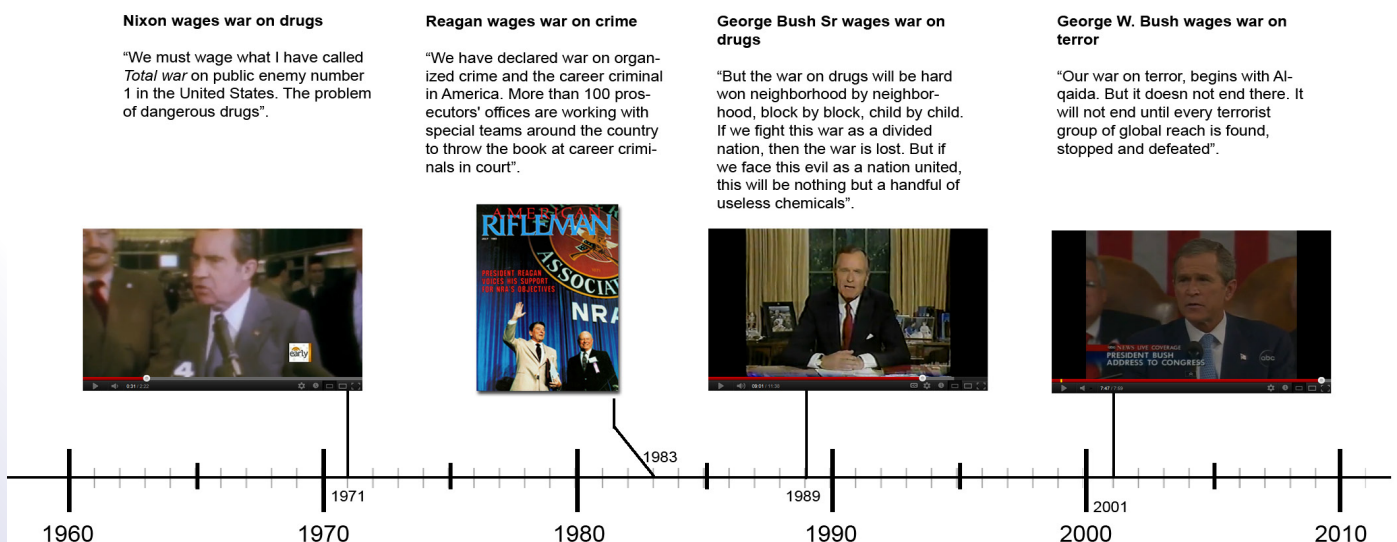 Nixon wages war on drugs
“We must wage what I have called
Total war on public enemy number
1 in the United States. The problem
of dangerous drugs”.
Reagan wages war on crime
“We have declared war on organ-
ized crime and the career criminal
in America. More than 100 pros-
ecutors' offices are working with
special teams around the country
to throw the book at career crimi-
nals in court”.
George Bush Sr wages war on
drugs
“But the war on drugs will be hard
won neighborhood by neighbor-
hood, block by block, child by child.
If we fight this war as a divided
nation, then the war is lost. But if
we face this evil as a nation united,
this will be nothing but a handful of
useless chemicals”.
George W. Bush wages war on
terror
“Our war on terror, begins with Al-
qaida. But it doesn not end there. It
will not end until every terrorist
group of global reach is found,
stopped and defeated”.
early
4
AMERICAN
RIFLEMAN
PRESIDENT REAGAN
VOICES HIS SUPPORT
FOR NRA'S OBJECTIVES
ASSOCIA
NRA
NEWS LIVE COVERAGE
PRESIDENT BUSH
ADDRESS TO CONGRESS
abc
1971
1983
1989
2001
1960
1970
1980
1990
2000
2010